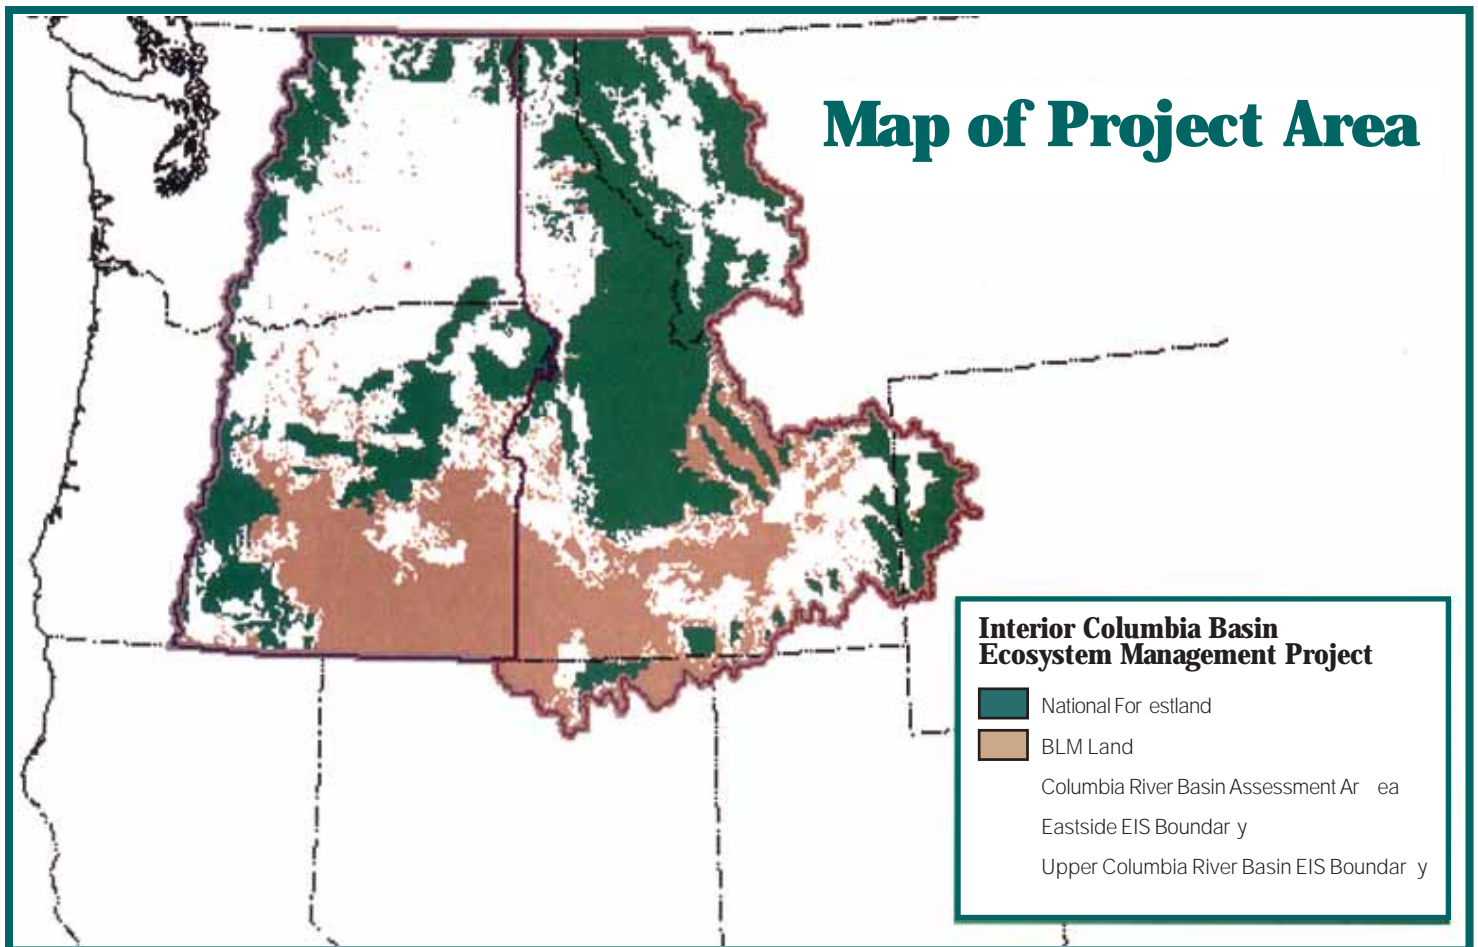 Map of Project Area
Interior Columbia Basin
Ecosystem Management Project
National For estland
BLM Land
Columbia River Basin Assessment Ar ea
Eastside EIS Boundar y
Upper Columbia River Basin EIS Boundar y